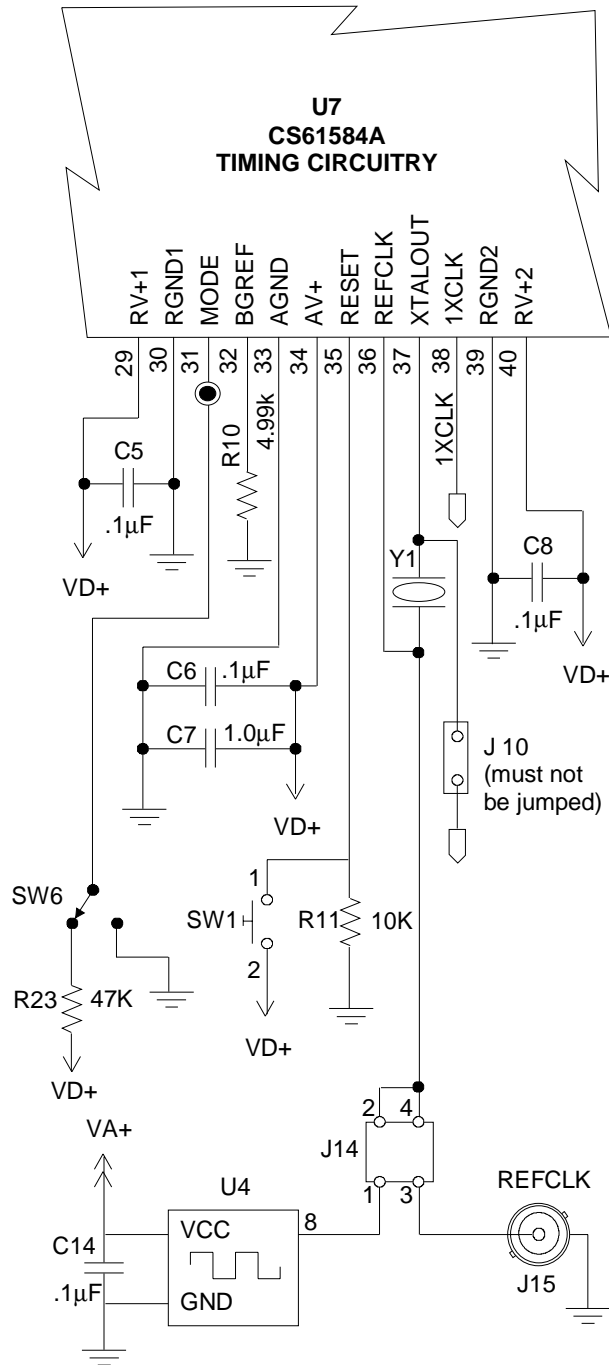 U7
CS61584A
TIMING CIRCUITRY
RV+1
RGND1
MODE
BGREF
AGND
AV+
RESET
REFCLK
XTALOUT
1XCLK
RGND2
RV+2
29
30
31
32
33
34
35
36
37
38
39
40
C5
.1µF
VD+
R10
4.99k
1XCLK
Y1
C8
.1µF
VD+
C6
.1µF
C7
1.0µF
VD+
J 10
(must not
be jumped)
SW6
R23
47K
VD+
1
SW1
2
VD+
R11
10K
VA+
C14
.1µF
U4
VCC
GND
8
2
4
J14
1
3
REFCLK
J15